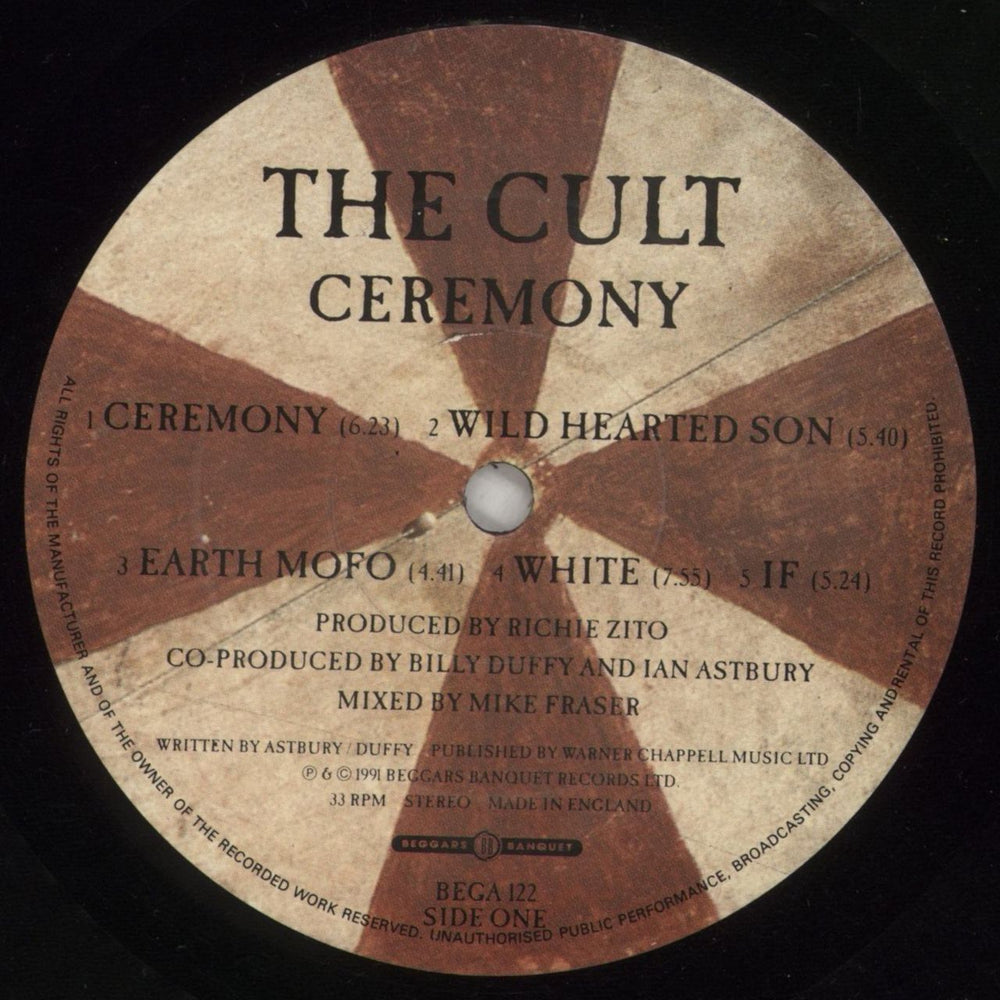 THE CULT
CEREMONY
1 CEREMONY (6.23) 2 WILD HEARTED SON (5.40)
3 EARTH MOFO (4.41) 4 WHITE (7.55) 5 IF (5.24)
PRODUCED BY RICHIE ZITO
CO-PRODUCED BY BILLY DUFFY AND IAN ASTBURY
MIXED BY MIKE FRASER
WRITTEN BY ASTBURY / DUFFY PUBLISHED BY WARNER CHAPPELL MUSIC LTD
℗ & © 1991 BEGGARS BANQUET RECORDS LTD.
33 RPM STEREO MADE IN ENGLAND
BEGGARS BB BANQUET
BEGA 122
SIDE ONE
ALL RIGHTS OF THE MANUFACTURER AND OF THE OWNER OF THE RECORDED WORK RESERVED. UNAUTHORISED PUBLIC PERFORMANCE, BROADCASTING, COPYING AND RENTAL OF THIS RECORD PROHIBITED.